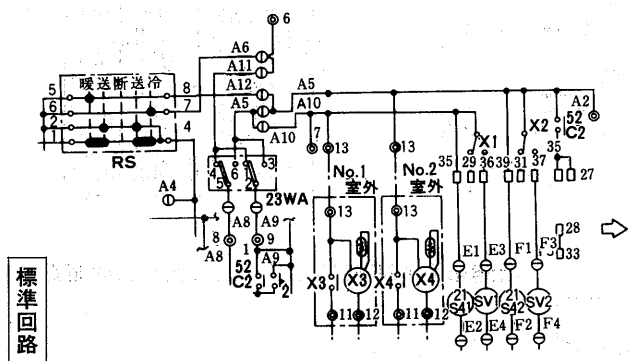 6
A6
A11
暖送断送冷
5 8 A12 A5 A2
6 7 A5 A10 52
2 A10 X1 X2 C2
1 4 7 13 13
RS
4 6 2 3 No.1 No.2 35 29 36 39 31 37 35 27
5 室外 室外
A4 23WA
A8 A9 13 13 28
8 9 E1 E3 F1 F3 33
A8 1 A9
52 X3 X3 X4 X4 21 SV1 21 SV2
C2 2 S41 S42
11 12 11 12 E2 E4 F2 F4
標準回路